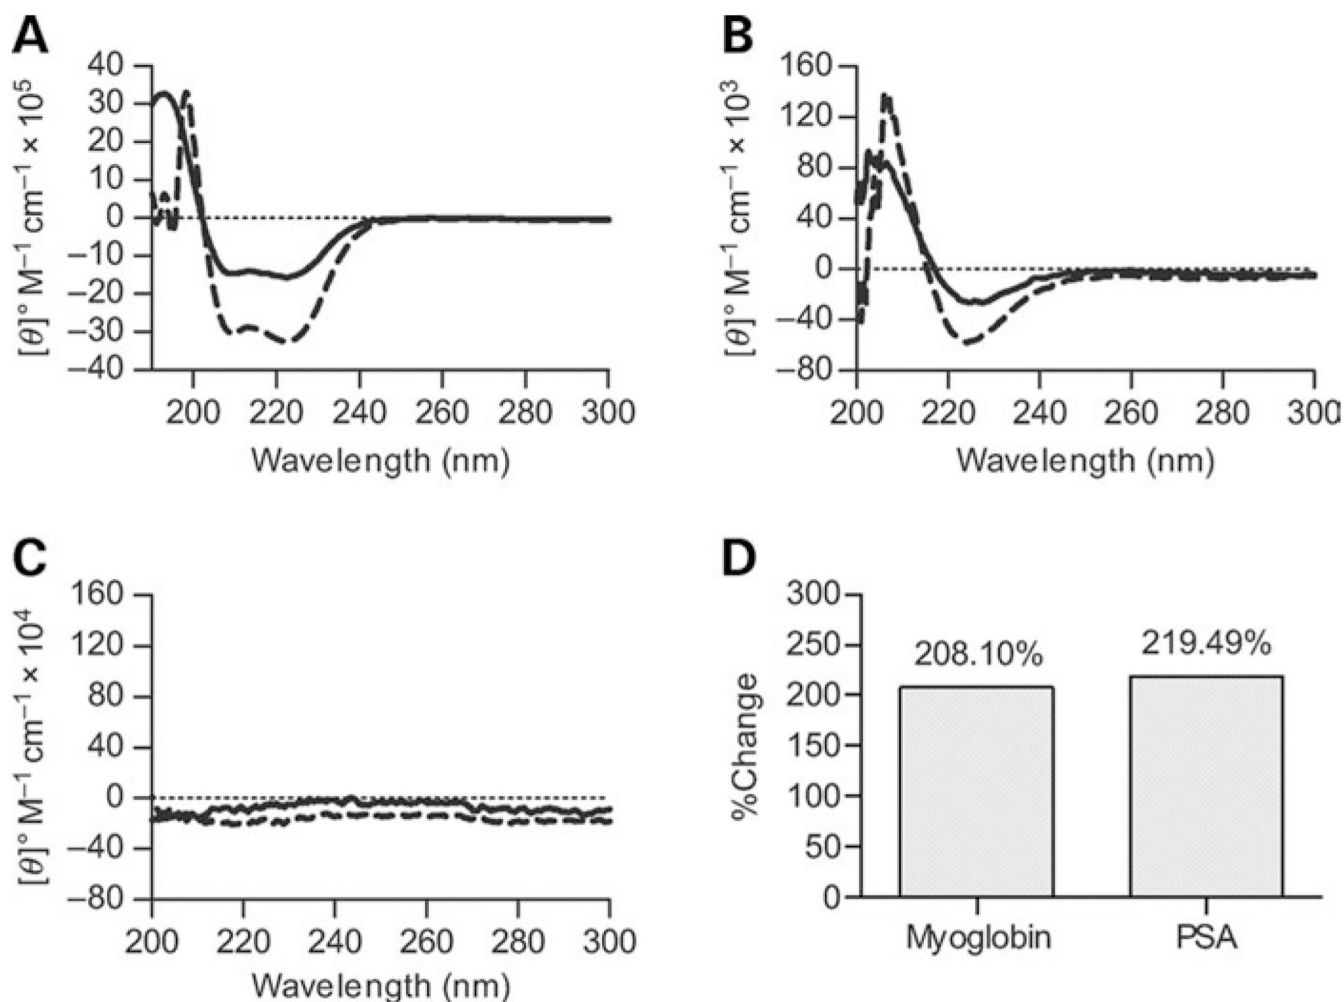 A
[θ]° M⁻¹ cm⁻¹ × 10⁵
40
30
20
10
0
–10
–20
–30
–40
200 220 240 260 280 300
Wavelength (nm)
B
[θ]° M⁻¹ cm⁻¹ × 10³
160
120
80
40
0
–40
–80
200 220 240 260 280 300
Wavelength (nm)
C
[θ]° M⁻¹ cm⁻¹ × 10⁴
160
120
80
40
0
–40
–80
200 220 240 260 280 300
Wavelength (nm)
D
%Change
300
250
200
150
100
50
0
208.10%
219.49%
Myoglobin PSA